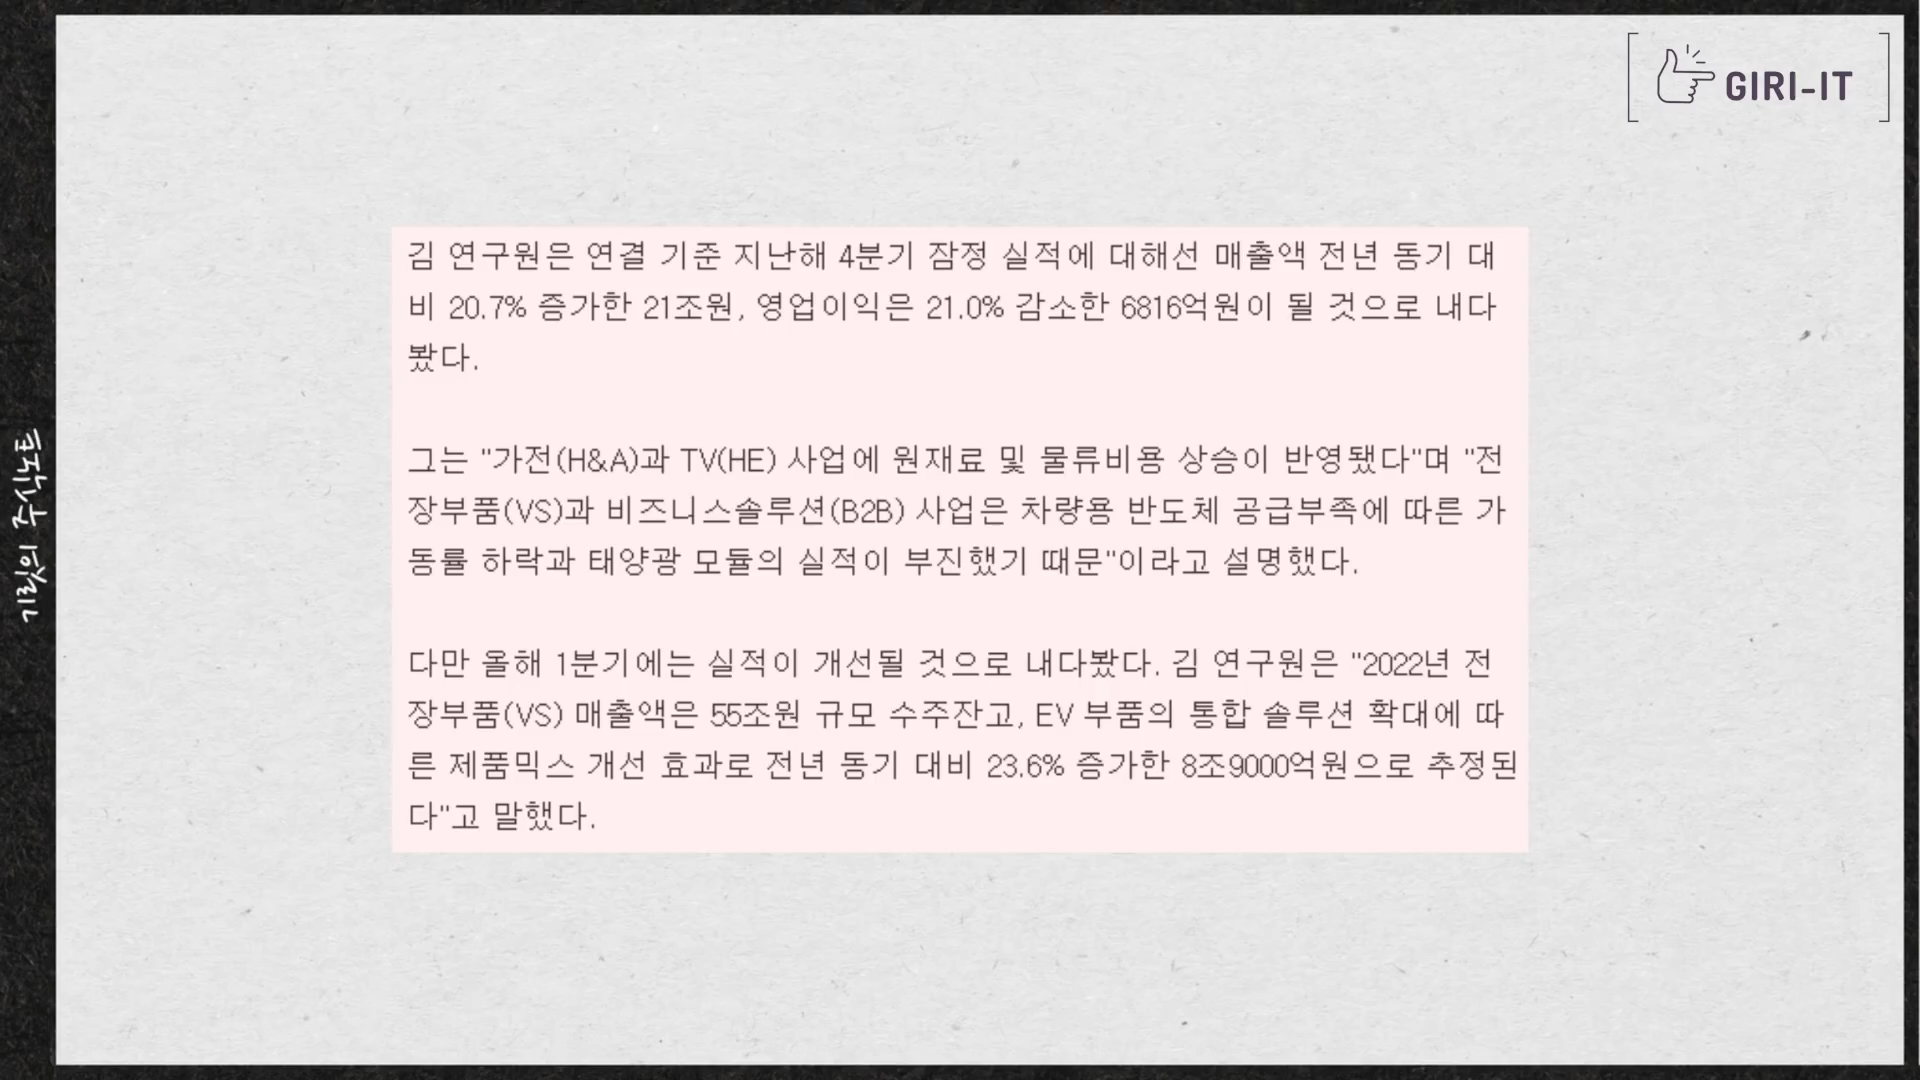 GIRI-IT
김 연구원은 연결 기준 지난해 4분기 잠정 실적에 대해선 매출액 전년 동기 대
비 20.7% 증가한 21조원, 영업이익은 21.0% 감소한 6816억원이 될 것으로 내다
봤다.
그는 "가전(H&A)과 TV(HE) 사업에 원재료 및 물류비용 상승이 반영됐다"며 "전
장부품(VS)과 비즈니스솔루션(B2B) 사업은 차량용 반도체 공급부족에 따른 가
동률 하락과 태양광 모듈의 실적이 부진했기 때문"이라고 설명했다.
다만 올해 1분기에는 실적이 개선될 것으로 내다봤다. 김 연구원은 "2022년 전
장부품(VS) 매출액은 55조원 규모 수주잔고, EV 부품의 통합 솔루션 확대에 따
른 제품믹스 개선 효과로 전년 동기 대비 23.6% 증가한 8조9000억원으로 추정된
다"고 말했다.
기릿의 주식노트